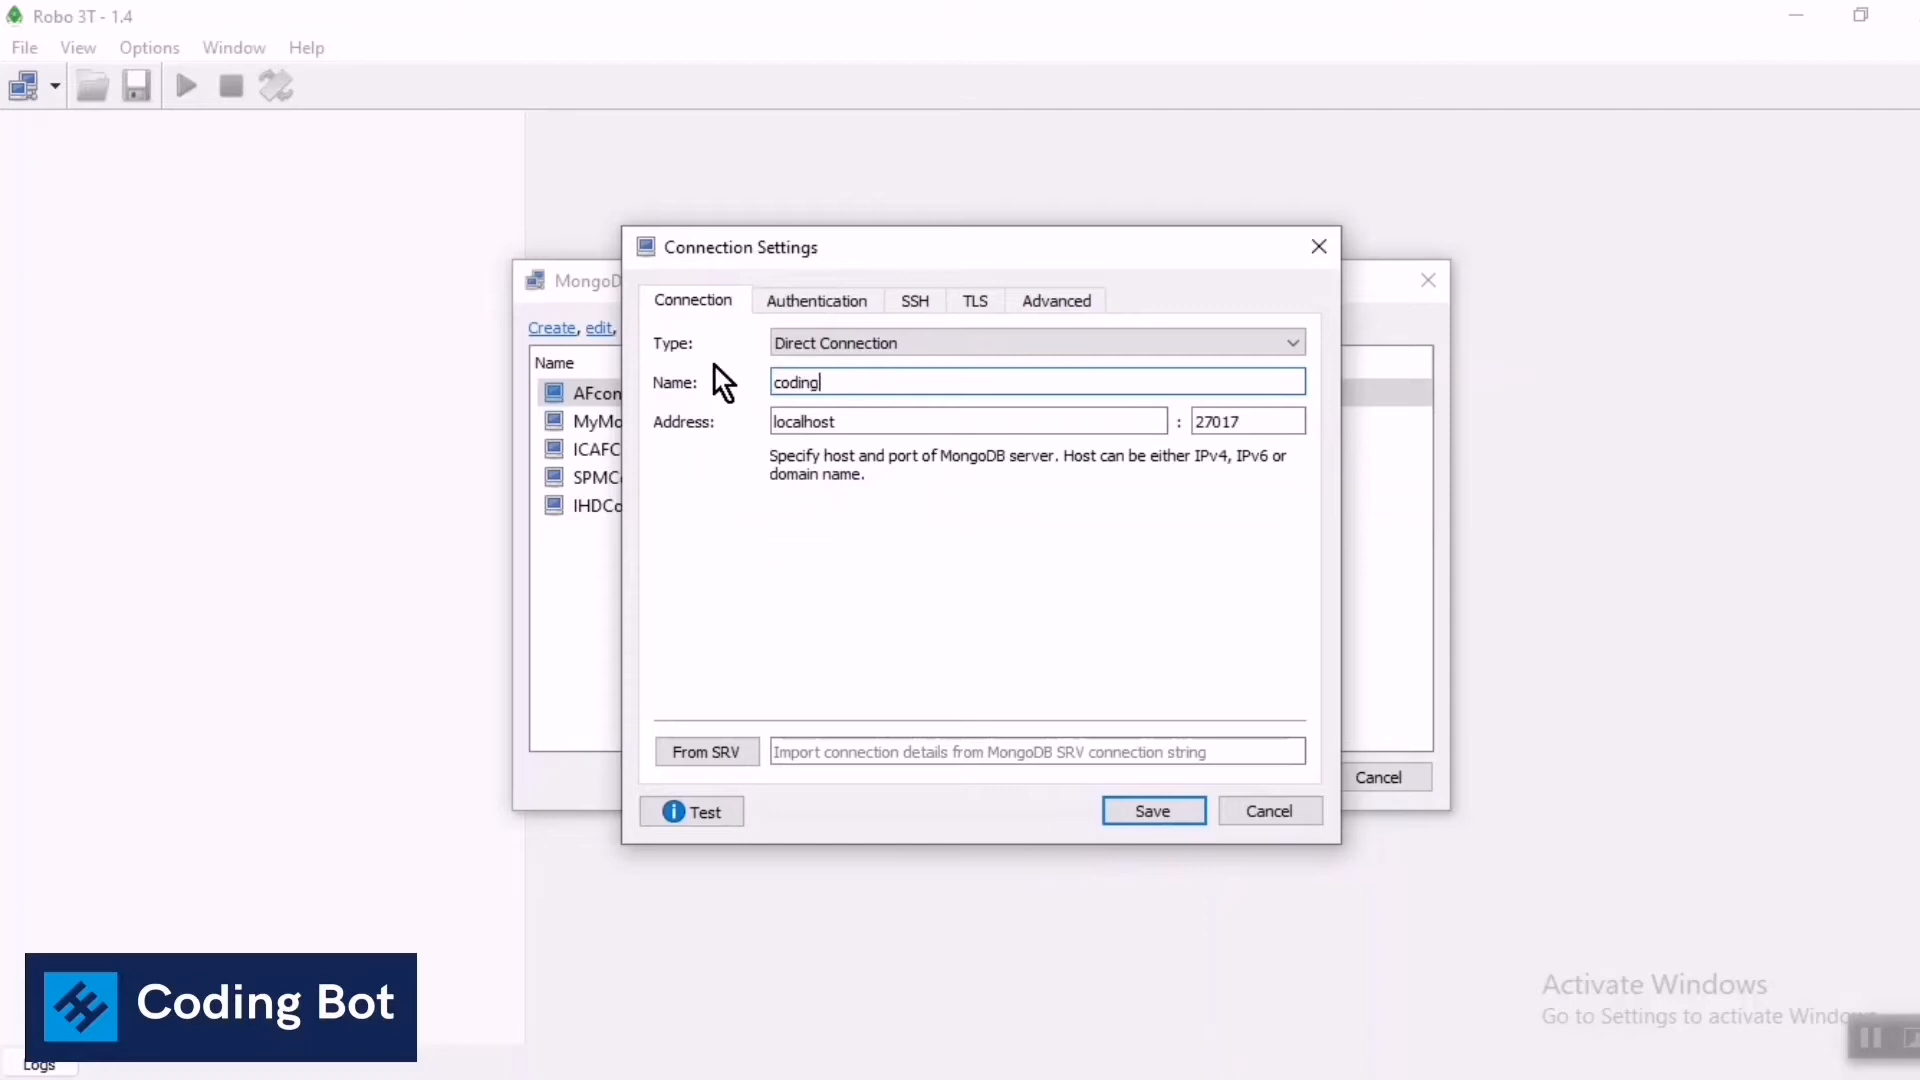 Robo 3T - 1.4
File View Options Window Help
Connection Settings
MongoD
Connection Authentication SSH TLS Advanced
Create, edit,
Type: Direct Connection
Name
Name: coding
AFcon
MyMo
Address: localhost : 27017
ICAFC
Specify host and port of MongoDB server. Host can be either IPv4, IPv6 or
domain name.
SPMC
IHDCo
From SRV Import connection details from MongoDB SRV connection string
Cancel
Test Save Cancel
Activate Windows
Go to Settings to activate Windo
Coding Bot
Logs